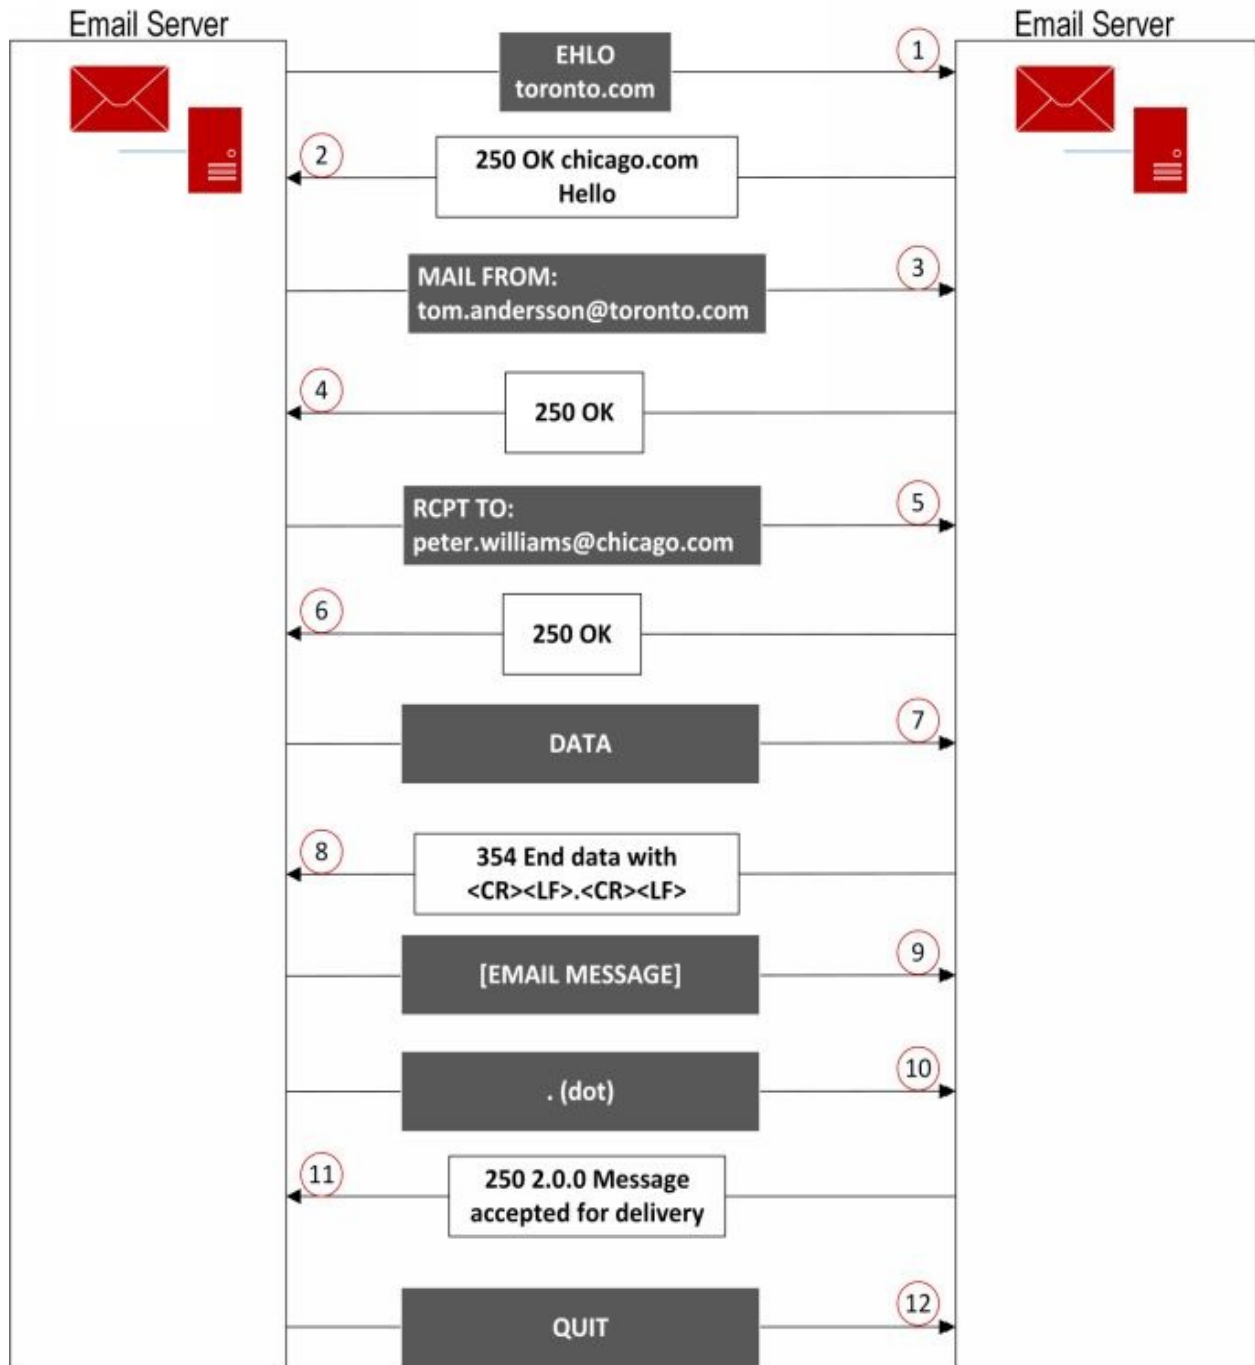 Email Server
Email Server
EHLO
toronto.com
1
2
250 OK chicago.com
Hello
MAIL FROM:
tom.andersson@toronto.com
3
4
250 OK
RCPT TO:
peter.williams@chicago.com
5
6
250 OK
DATA
7
8
354 End data with
<CR><LF>.<CR><LF>
[EMAIL MESSAGE]
9
. (dot)
10
11
250 2.0.0 Message
accepted for delivery
QUIT
12